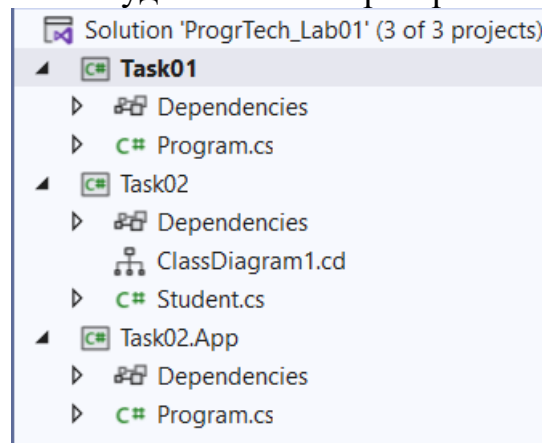 Solution 'ProgrTech_Lab01' (3 of 3 projects)
C# Task01
Dependencies
C# Program.cs
C# Task02
Dependencies
ClassDiagram1.cd
C# Student.cs
C# Task02.App
Dependencies
C# Program.cs